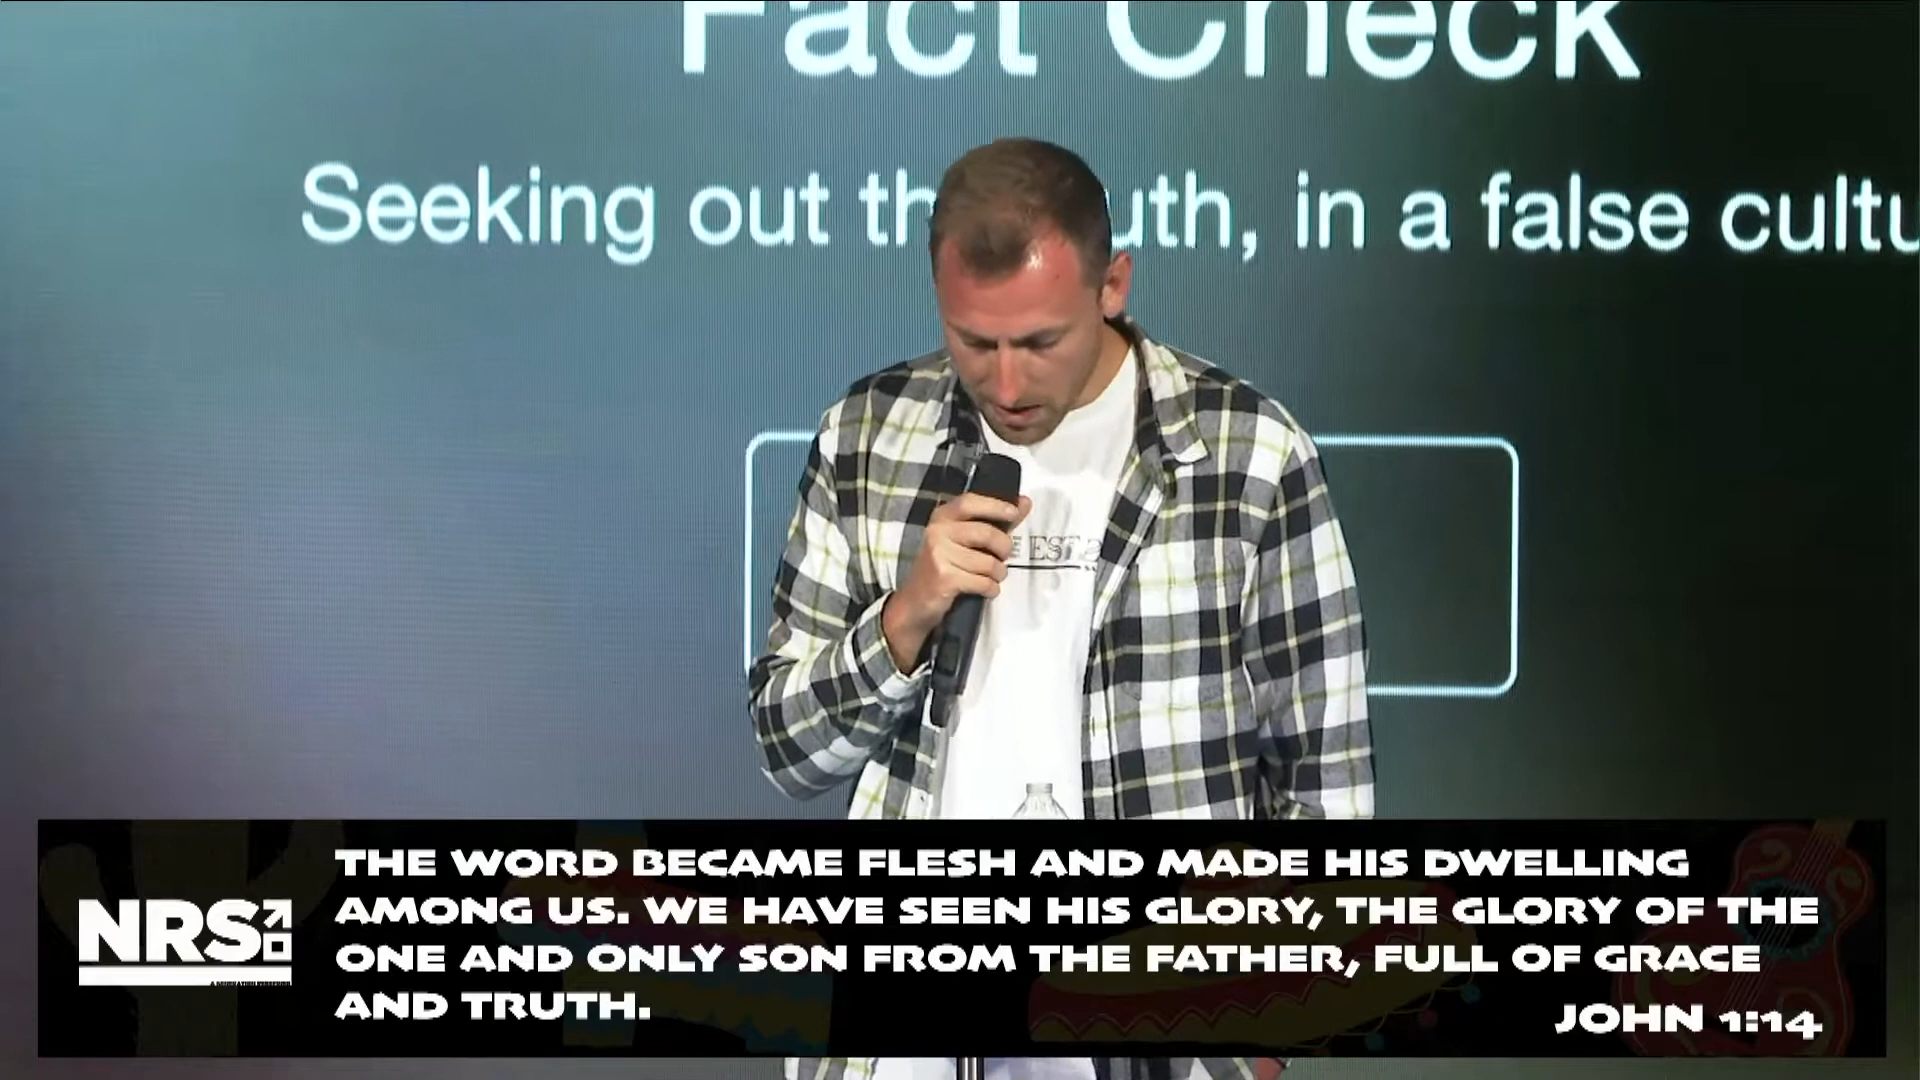 Fact Check
Seeking out th uth, in a false cultu
EST.
NRS
THE WORD BECAME FLESH AND MADE HIS DWELLING
AMONG US. WE HAVE SEEN HIS GLORY, THE GLORY OF THE
ONE AND ONLY SON FROM THE FATHER, FULL OF GRACE
AND TRUTH.
JOHN 1:14